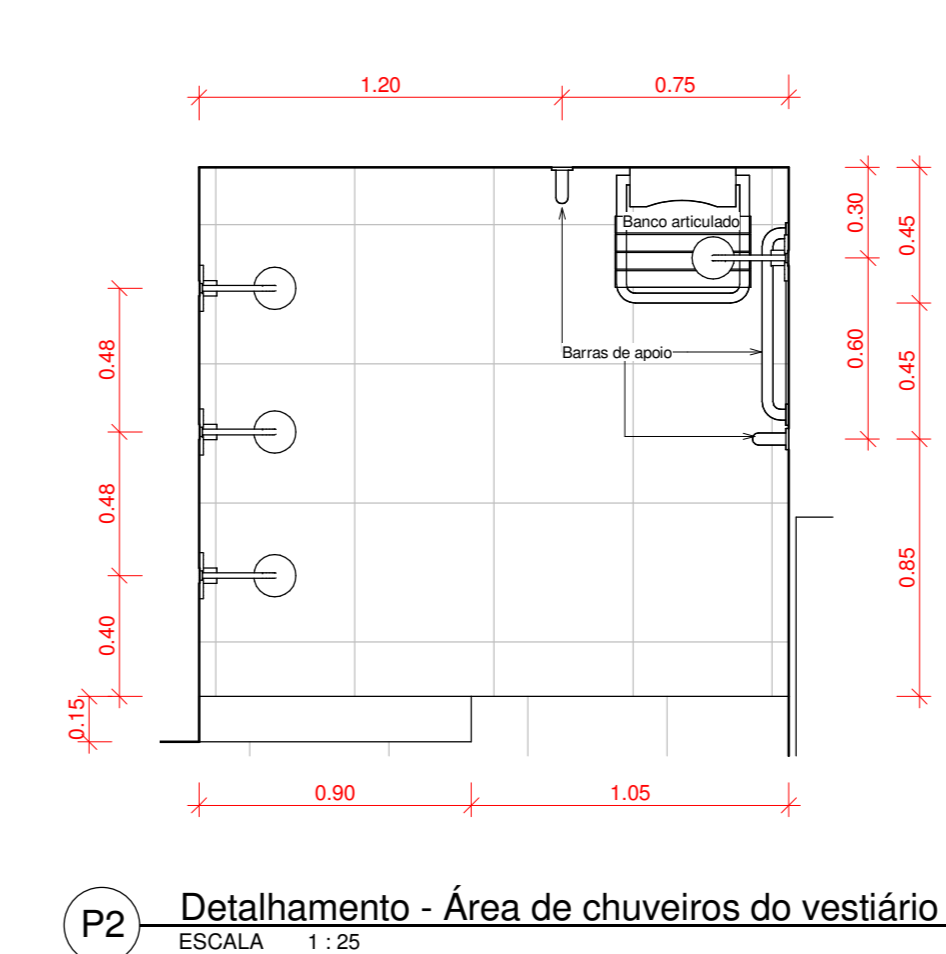 1.20
0.75
Banco articulado
0.30
0.45
Barras de apoio
0.48
0.60
0.45
0.48
0.85
0.40
0.15
0.90
1.05
P2
Detalhamento - Área de chuveiros do vestiário
ESCALA 1 : 25